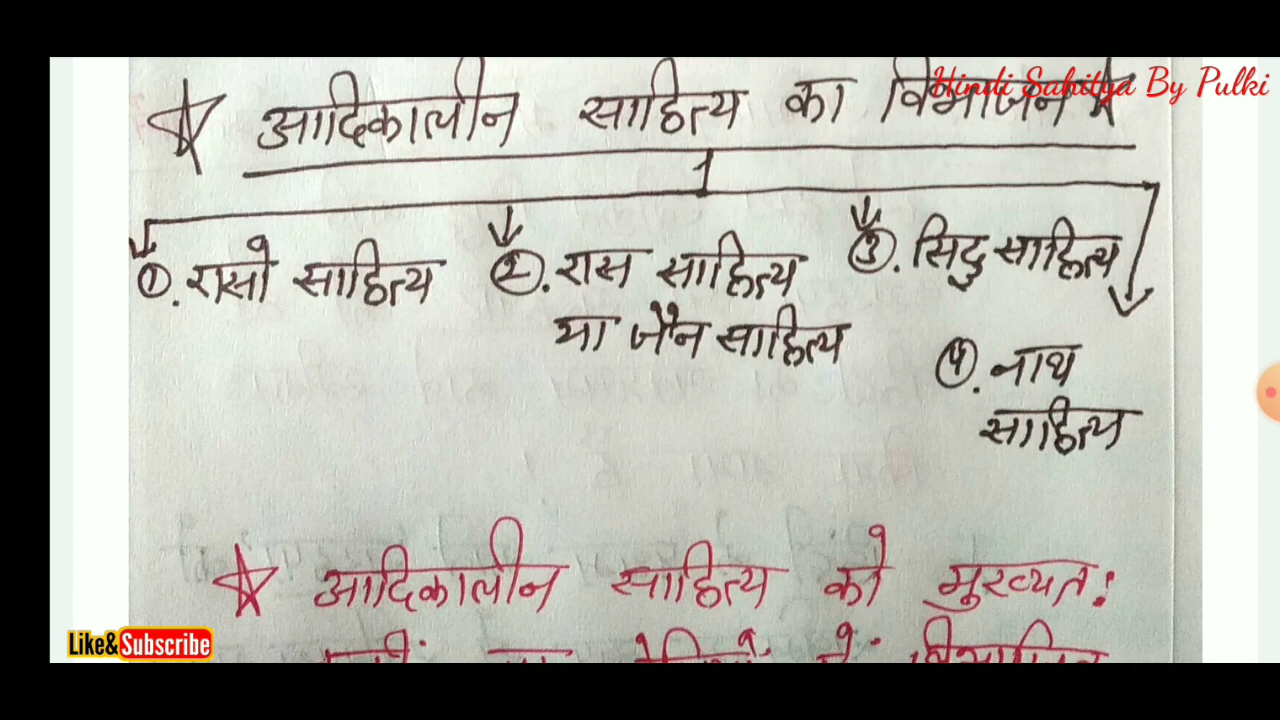 Hindi Sahitya By Pulki
☆ आदिकालीन साहित्य का विभाजन
①. रासो साहित्य
②. रास साहित्य
या जैन साहित्य
③. सिद्ध साहित्य
④. नाथ
साहित्य
☆ आदिकालीन साहित्य को मुख्यत:
Like& Subscribe